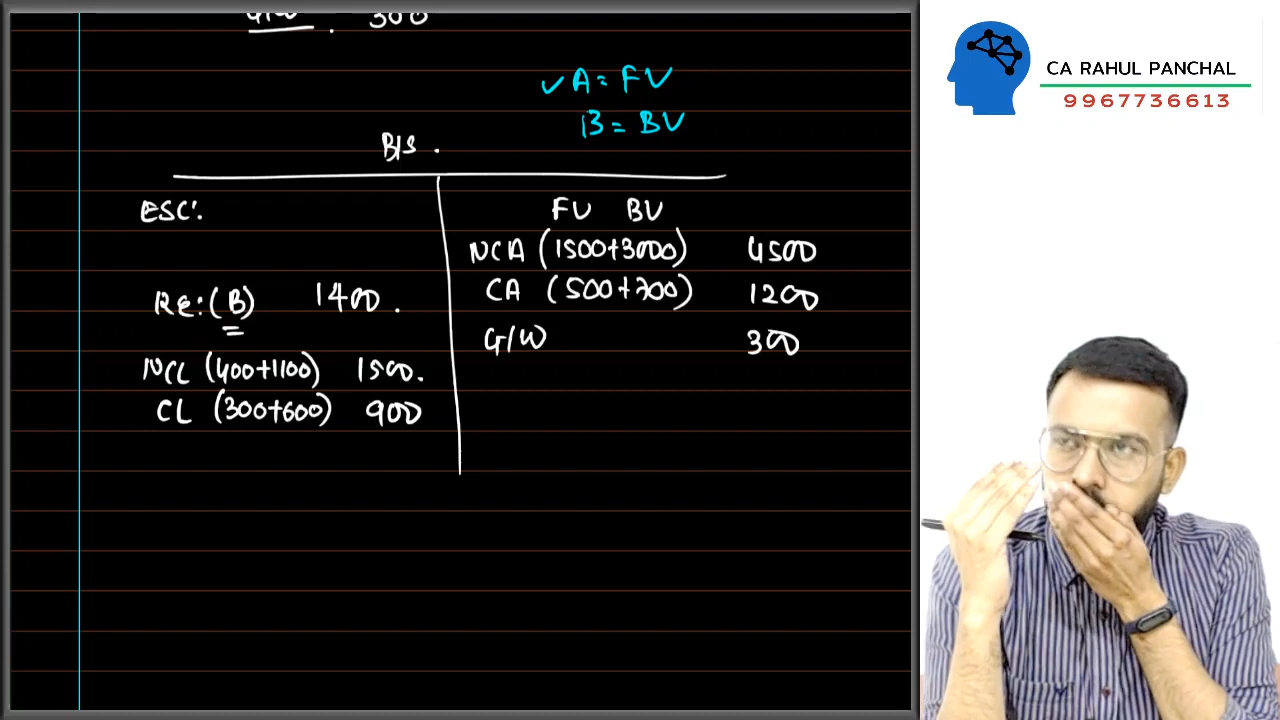 G/W . 300
CA RAHUL PANCHAL
9967736613
✓ A = FV
B = BV
B/S .
ESC:
Re: (B) 1400.
NCL (400+1100) 1500.
CL (300+600) 900
FV BV
NCA (1500+3000) 4500
CA (500+700) 1200
G/W 300